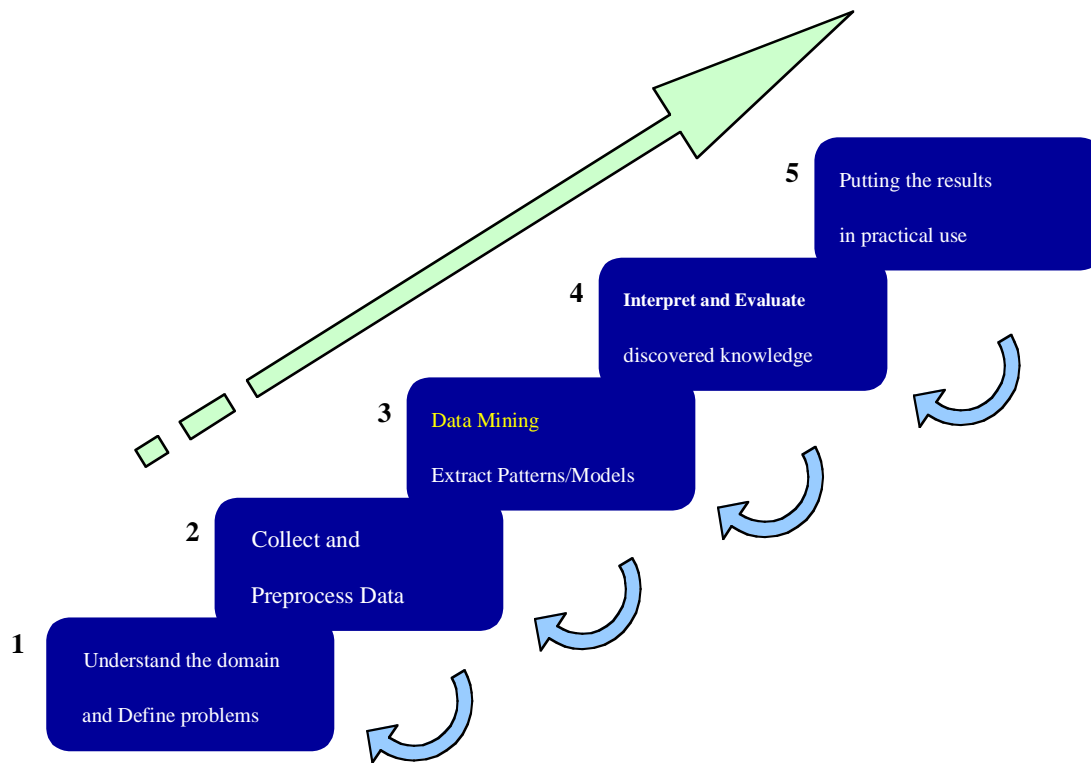 5
Putting the results
in practical use
4
Interpret and Evaluate
discovered knowledge
3
Data Mining
Extract Patterns/Models
2
Collect and
Preprocess Data
1
Understand the domain
and Define problems